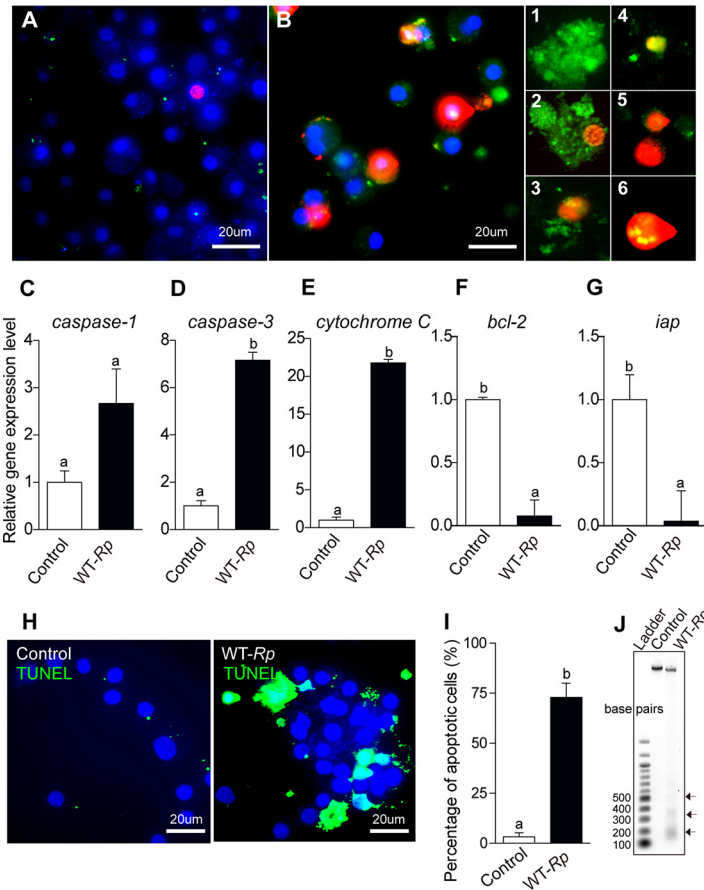 A
B
1
2
3
4
5
6
20um
20um
C
D
E
F
G
caspase-1
caspase-3
cytochrome C
bcl-2
iap
Relative gene expression level
4
3
2
1
0
a
a
Control
WT-Rp
8
6
4
2
0
a
b
Control
WT-Rp
25
20
15
10
5
0
a
b
Control
WT-Rp
1.5
1.0
0.5
0.0
b
a
Control
WT-Rp
1.5
1.0
0.5
0.0
b
a
Control
WT-Rp
H
Control
TUNEL
20um
WT-Rp
TUNEL
20um
I
Percentage of apoptotic cells (%)
100
75
50
25
0
a
b
Control
WT-Rp
J
Ladder
Control
WT-Rp
base pairs
500
400
300
200
100